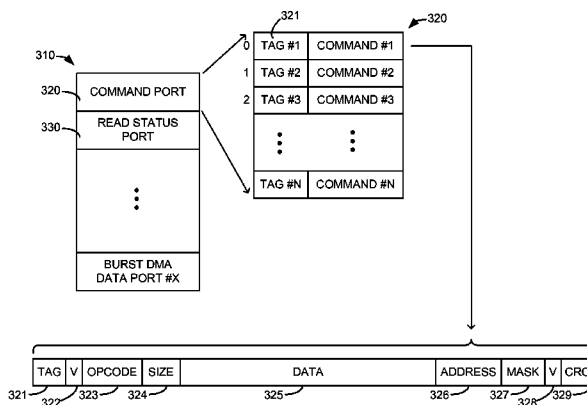 321
320
310
0 TAG #1 COMMAND #1
320
COMMAND PORT
1 TAG #2 COMMAND #2
330
READ STATUS
PORT
2 TAG #3 COMMAND #3
TAG #N COMMAND #N
BURST DMA
DATA PORT #X
TAG V OPCODE SIZE DATA ADDRESS MASK V CRC
321 322 323 324 325 326 327 328 329